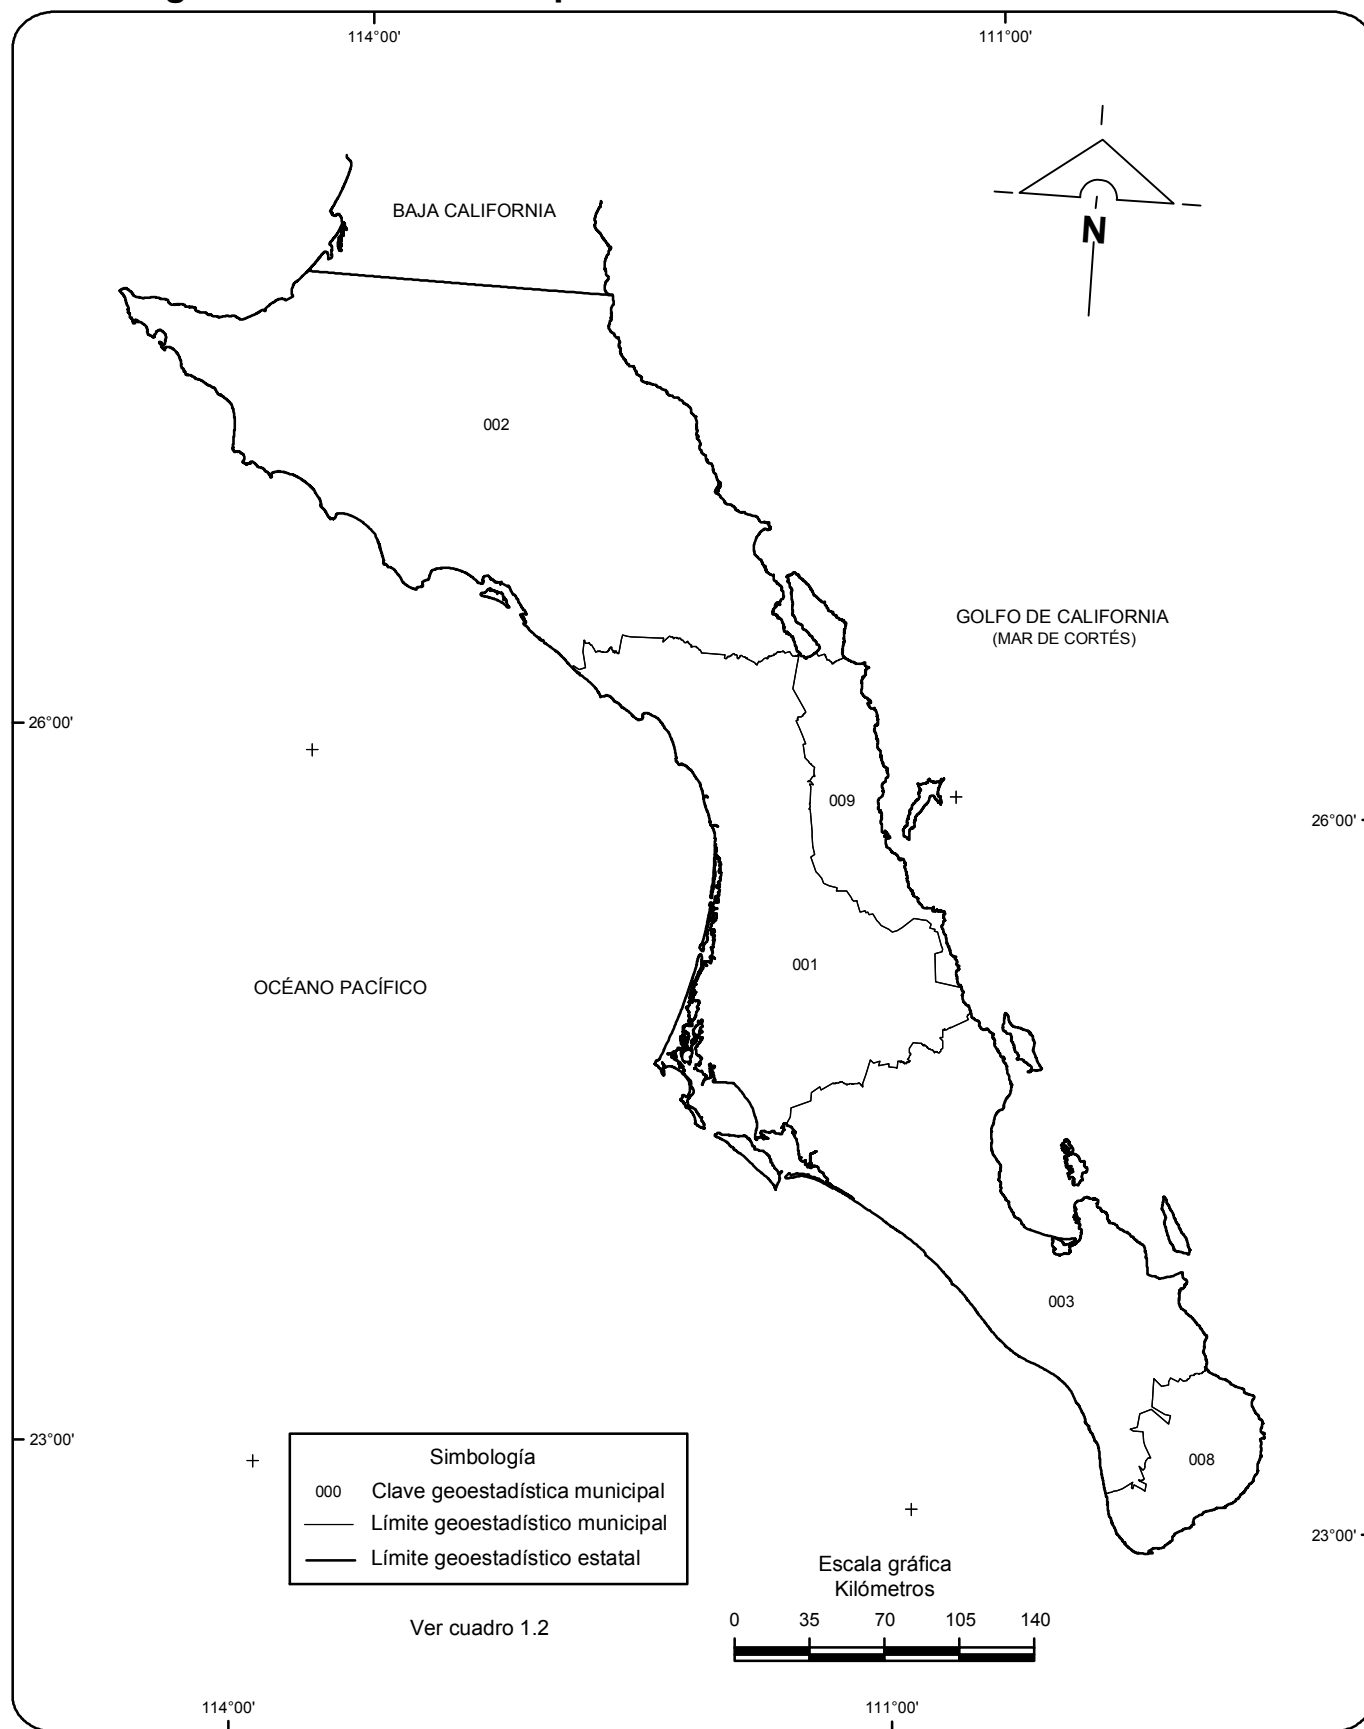 114°00'
111°00'
BAJA CALIFORNIA
N
002
GOLFO DE CALIFORNIA
(MAR DE CORTÉS)
26°00'
009
26°00'
001
OCÉANO PACÍFICO
003
23°00'
008
Simbología
000 Clave geoestadística municipal
Límite geoestadístico municipal
Límite geoestadístico estatal
23°00'
Escala gráfica
Kilómetros
Ver cuadro 1.2
0 35 70 105 140
114°00'
111°00'